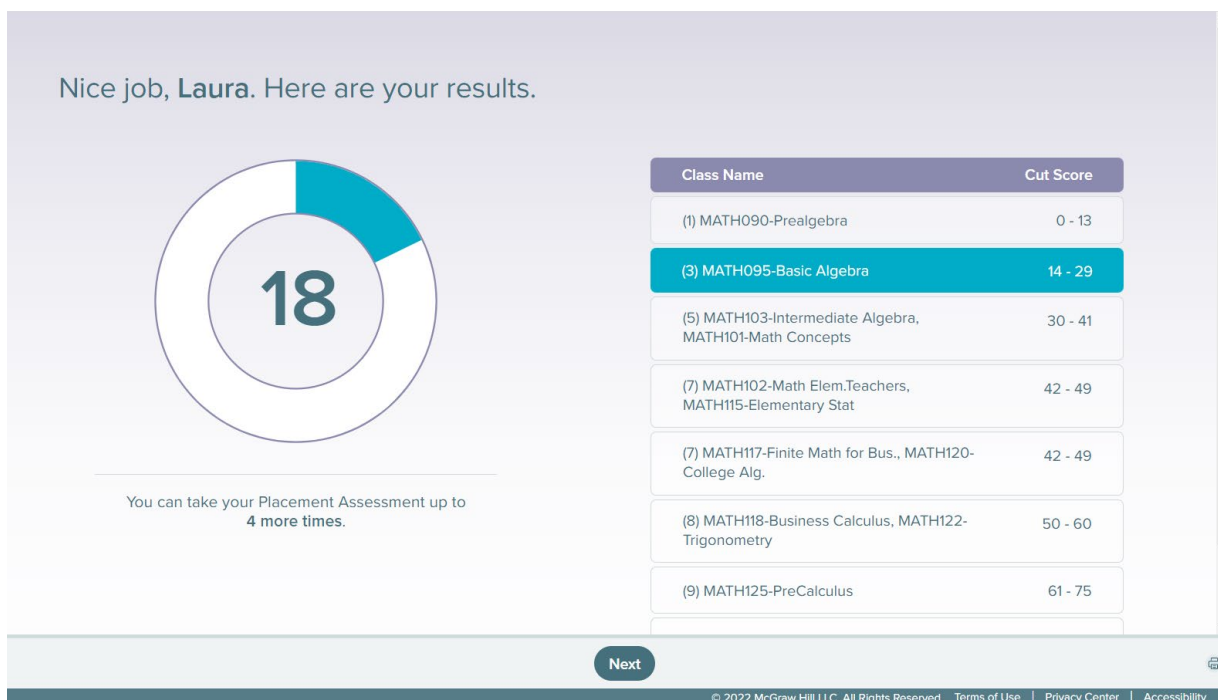 Nice job, Laura. Here are your results.
18
You can take your Placement Assessment up to
4 more times.
Class Name Cut Score
(1) MATH090-Prealgebra 0 - 13
(3) MATH095-Basic Algebra 14 - 29
(5) MATH103-Intermediate Algebra,
MATH101-Math Concepts 30 - 41
(7) MATH102-Math Elem.Teachers,
MATH115-Elementary Stat 42 - 49
(7) MATH117-Finite Math for Bus., MATH120-
College Alg. 42 - 49
(8) MATH118-Business Calculus, MATH122-
Trigonometry 50 - 60
(9) MATH125-PreCalculus 61 - 75
Next
© 2022 McGraw Hill LLC. All Rights Reserved. Terms of Use | Privacy Center | Accessibility